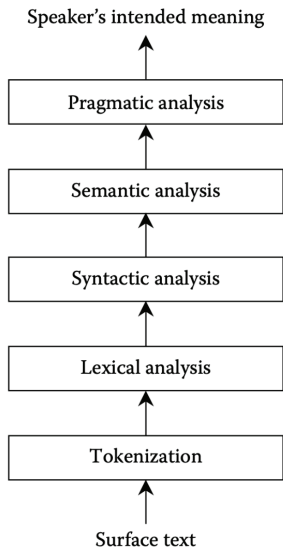 Speaker’s intended meaning
Pragmatic analysis
Semantic analysis
Syntactic analysis
Lexical analysis
Tokenization
Surface text